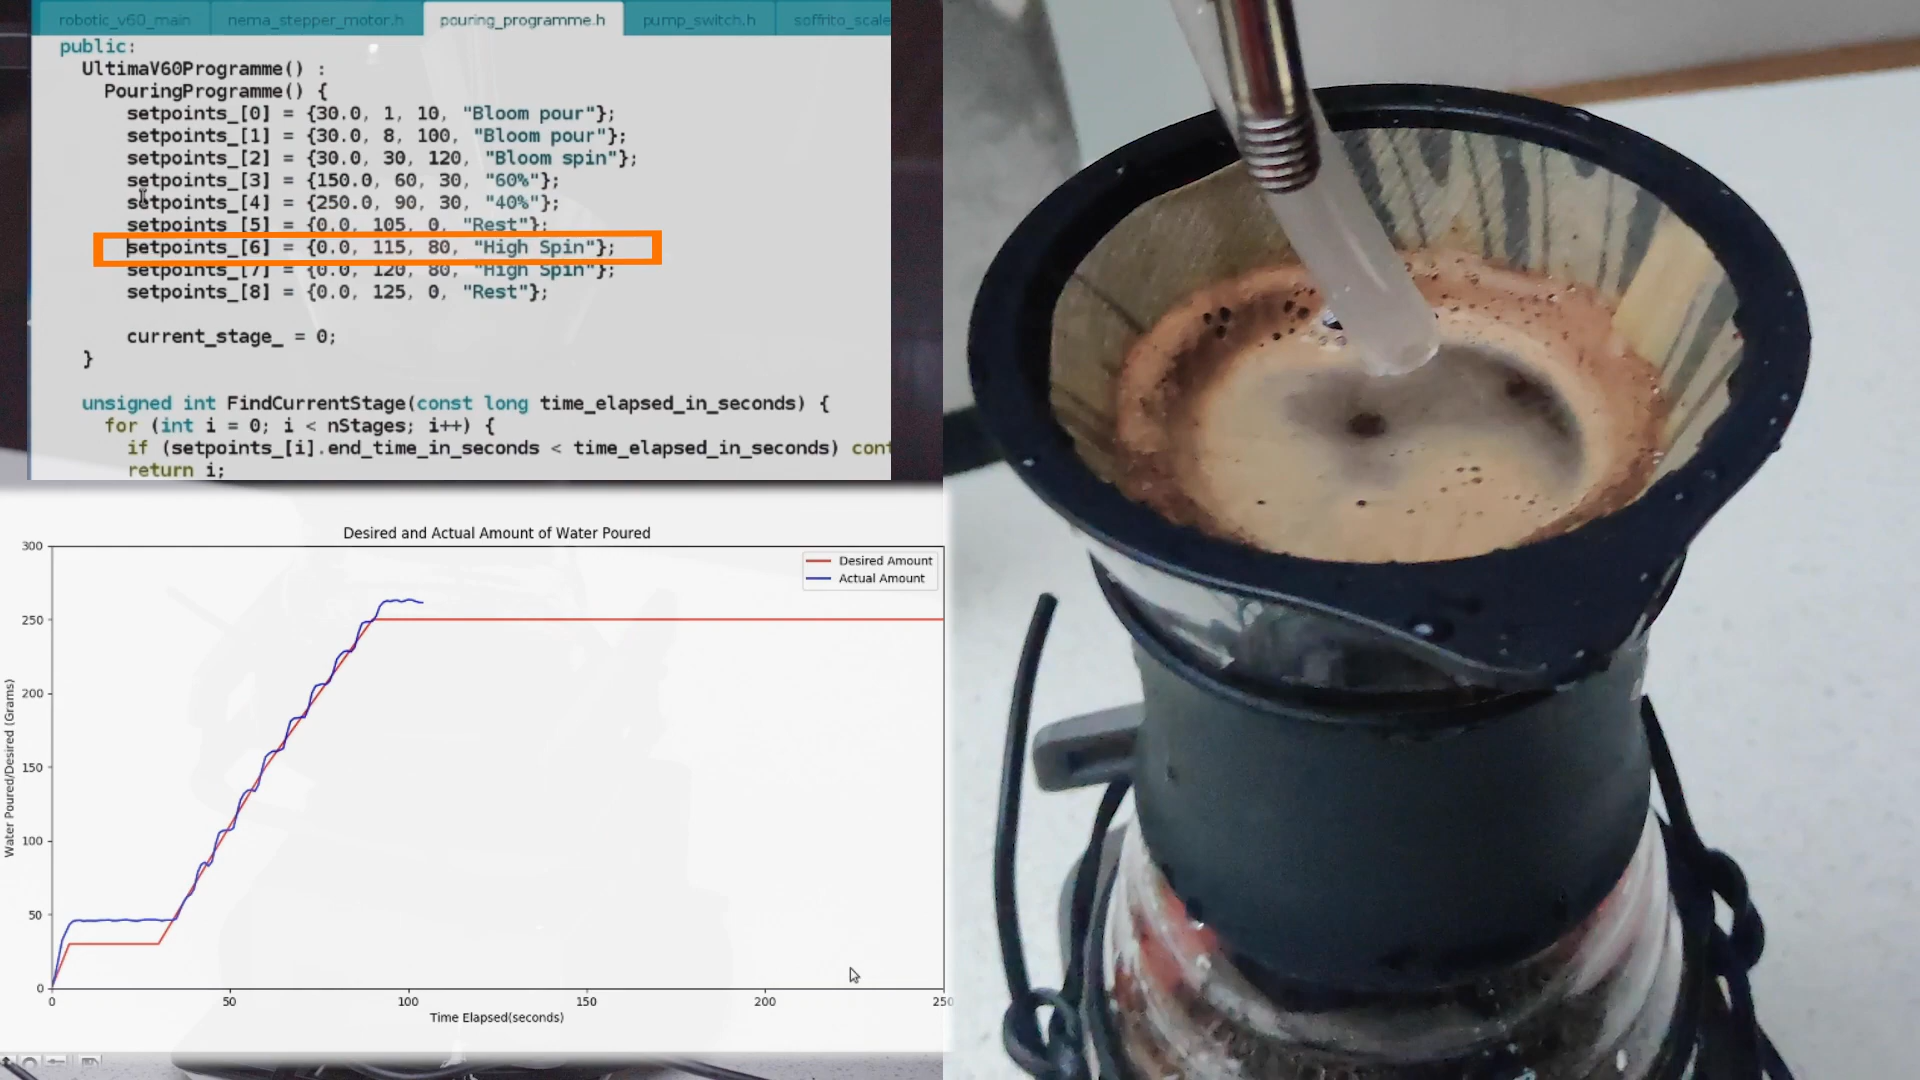 robotic_v60_main nema_stepper_motor.h pouring_programme.h pump_switch.h soffrito_scale
public:
UltimaV60Programme() :
PouringProgramme() {
setpoints_[0] = {30.0, 1, 10, "Bloom pour"};
setpoints_[1] = {30.0, 8, 100, "Bloom pour"};
setpoints_[2] = {30.0, 30, 120, "Bloom spin"};
setpoints_[3] = {150.0, 60, 30, "60%"};
setpoints_[4] = {250.0, 90, 30, "40%"};
setpoints_[5] = {0.0, 105, 0, "Rest"};
setpoints_[6] = {0.0, 115, 80, "High Spin"};
setpoints_[7] = {0.0, 120, 80, "High Spin"};
setpoints_[8] = {0.0, 125, 0, "Rest"};
current_stage_ = 0;
}
unsigned int FindCurrentStage(const long time_elapsed_in_seconds) {
for (int i = 0; i < nStages; i++) {
if (setpoints_[i].end_time_in_seconds < time_elapsed_in_seconds) cont
return i;
Desired and Actual Amount of Water Poured
Desired Amount
Actual Amount
Water Poured/Desired (Grams)
300
250
200
150
100
50
0
0 50 100 150 200 250
Time Elapsed(seconds)